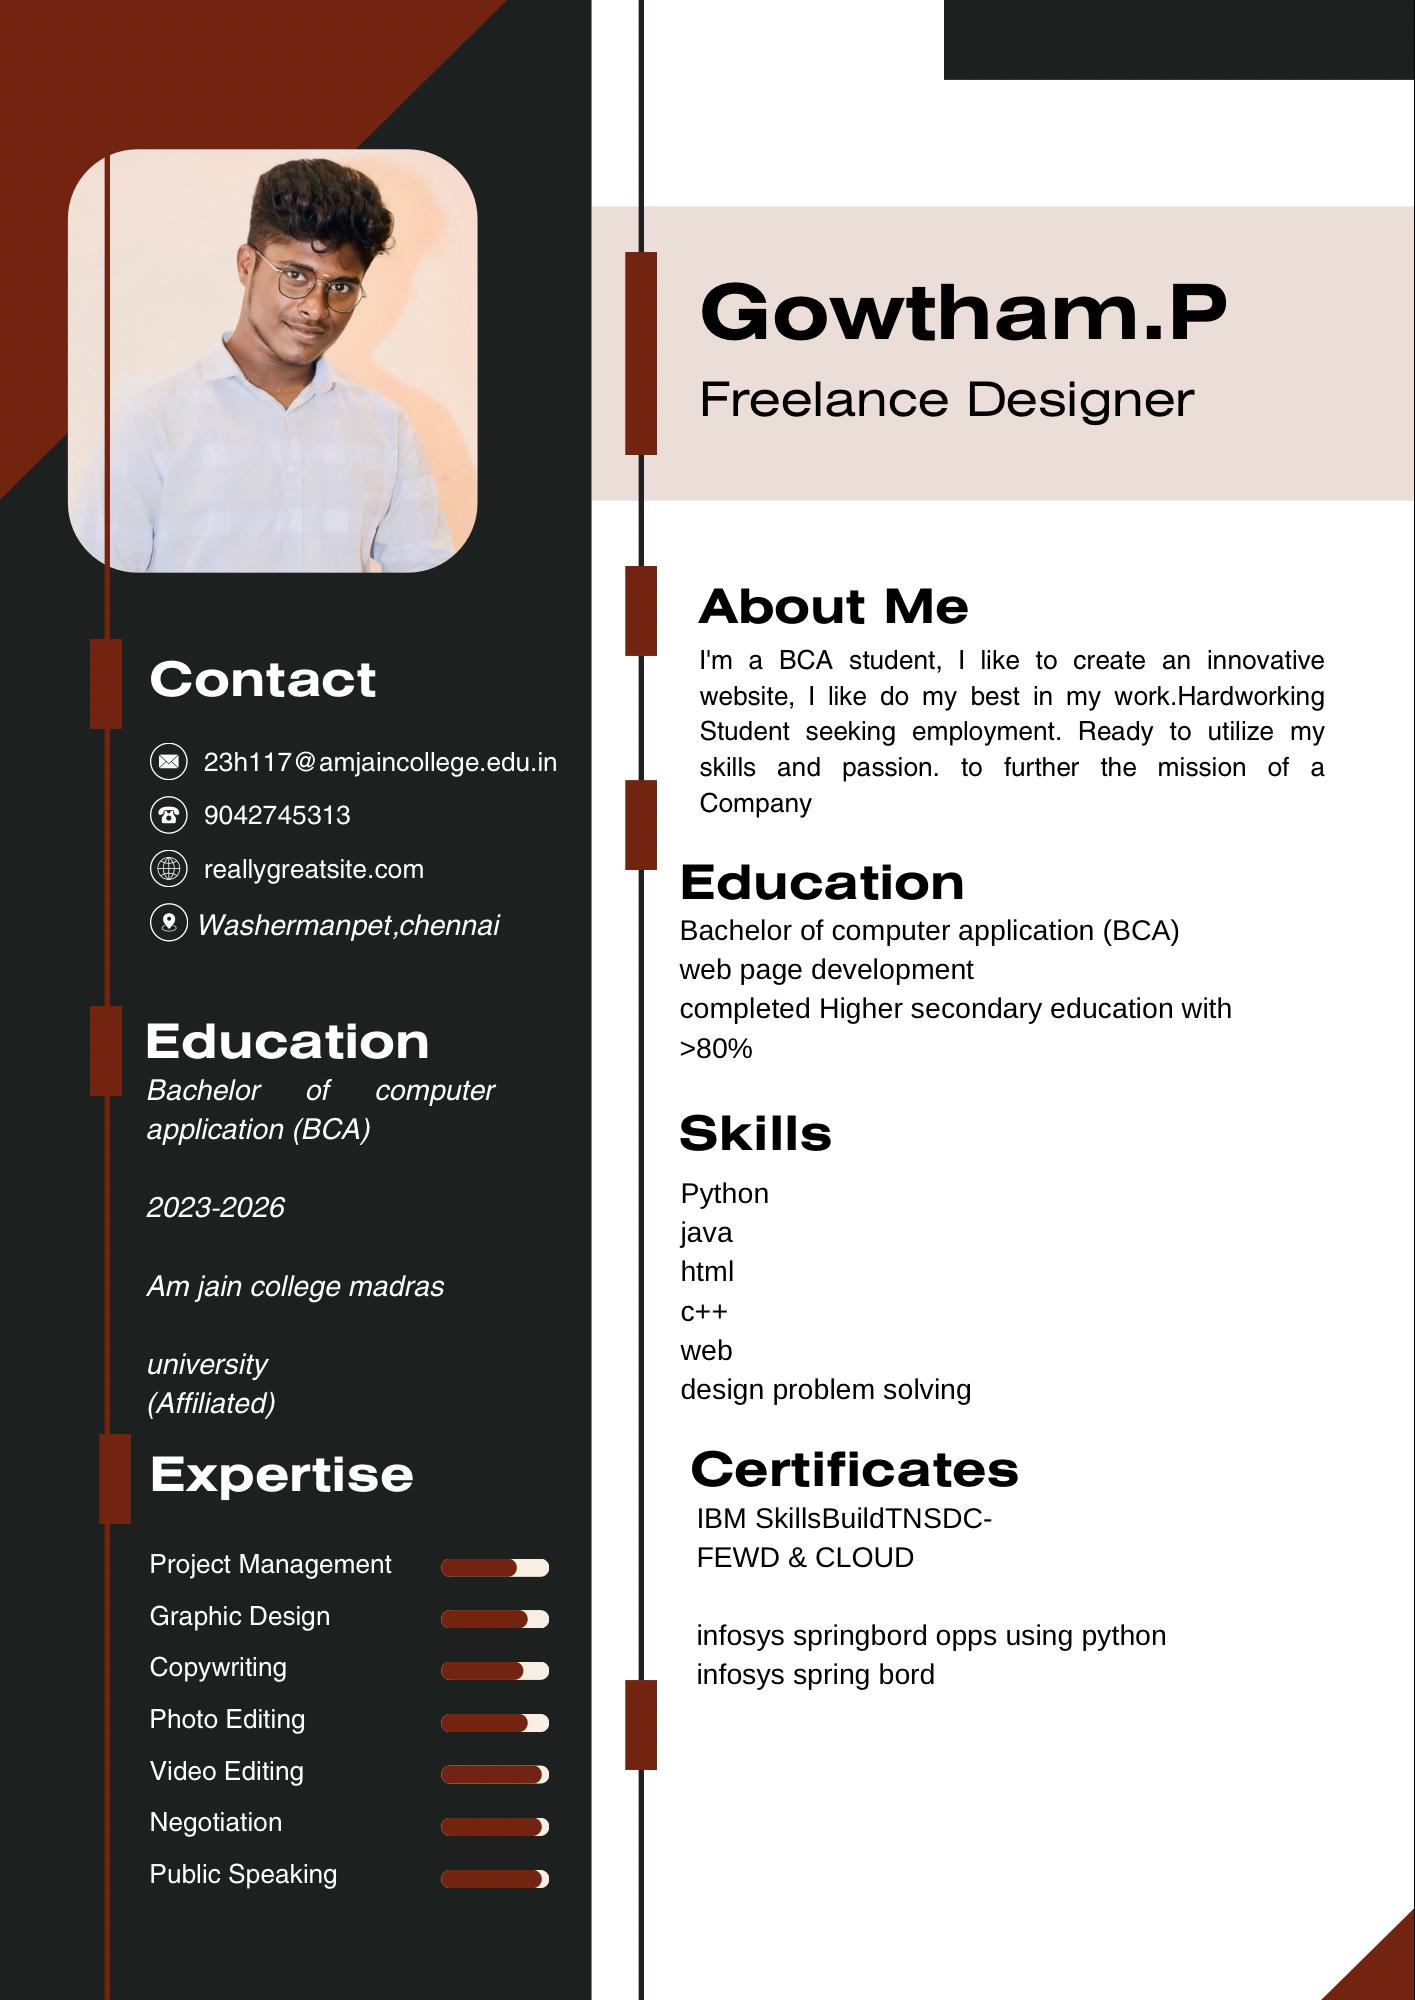 Gowtham.P
Freelance Designer
Contact
23h117@amjaincollege.edu.in
9042745313
reallygreatsite.com
Washermanpet,chennai
Education
Bachelor of computer
application (BCA)
2023-2026
Am jain college madras
university
(Affiliated)
Expertise
Project Management
Graphic Design
Copywriting
Photo Editing
Video Editing
Negotiation
Public Speaking
About Me
I'm a BCA student, I like to create an innovative
website, I like do my best in my work.Hardworking
Student seeking employment. Ready to utilize my
skills and passion. to further the mission of a
Company
Education
Bachelor of computer application (BCA)
web page development
completed Higher secondary education with
>80%
Skills
Python
java
html
c++
web
design problem solving
Certificates
IBM SkillsBuildTNSDC-
FEWD & CLOUD
infosys springbord opps using python
infosys spring bord